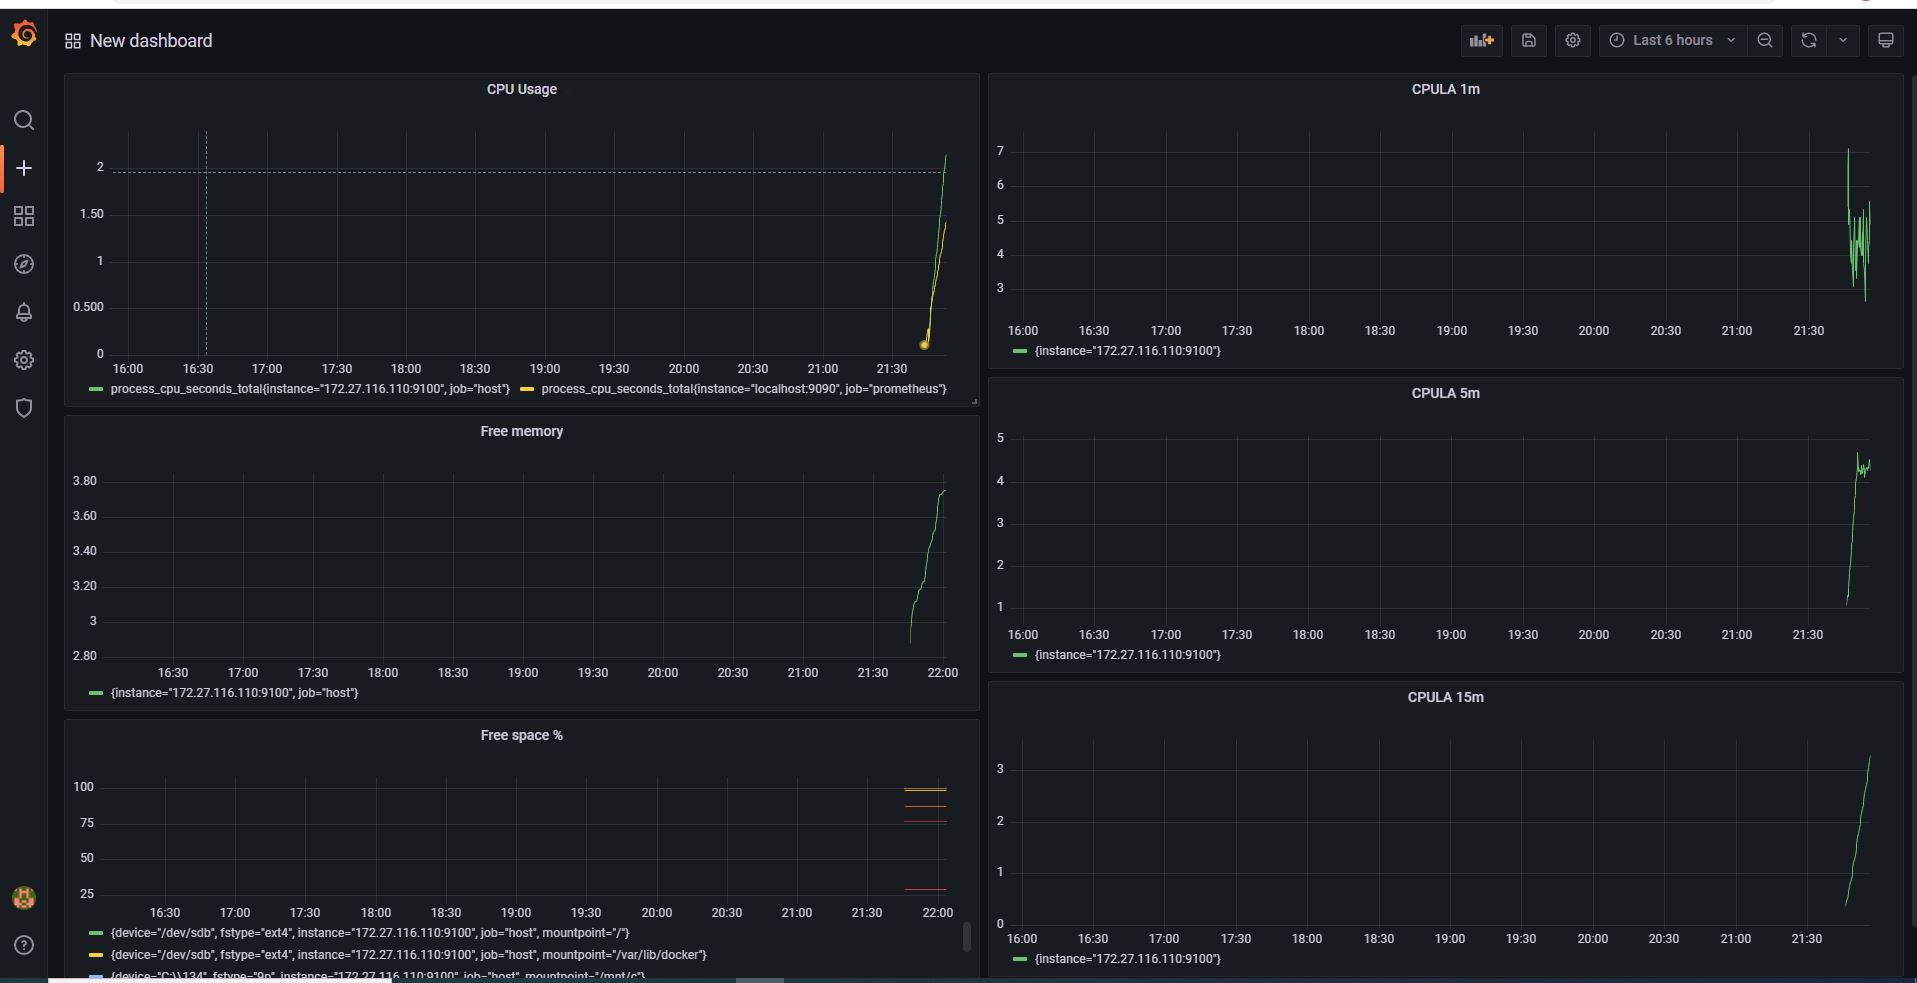 New dashboard
Last 6 hours
CPU Usage
2
1.50
1
0.500
0
16:00 16:30 17:00 17:30 18:00 18:30 19:00 19:30 20:00 20:30 21:00 21:30
process_cpu_seconds_total{instance="172.27.116.110:9100", job="host"} process_cpu_seconds_total{instance="localhost:9090", job="prometheus"}
Free memory
3.80
3.60
3.40
3.20
3
2.80
16:30 17:00 17:30 18:00 18:30 19:00 19:30 20:00 20:30 21:00 21:30 22:00
{instance="172.27.116.110:9100", job="host"}
Free space %
100
75
50
25
16:30 17:00 17:30 18:00 18:30 19:00 19:30 20:00 20:30 21:00 21:30 22:00
{device="/dev/sdb", fstype="ext4", instance="172.27.116.110:9100", job="host", mountpoint="/"}
{device="/dev/sdb", fstype="ext4", instance="172.27.116.110:9100", job="host", mountpoint="/var/lib/docker"}
{device="C:\\134", fstype="9p", instance="172.27.116.110:9100", job="host", mountpoint="/mnt/c"}
CPULA 1m
7
6
5
4
3
16:00 16:30 17:00 17:30 18:00 18:30 19:00 19:30 20:00 20:30 21:00 21:30
{instance="172.27.116.110:9100"}
CPULA 5m
5
4
3
2
1
16:00 16:30 17:00 17:30 18:00 18:30 19:00 19:30 20:00 20:30 21:00 21:30
{instance="172.27.116.110:9100"}
CPULA 15m
3
2
1
0
16:00 16:30 17:00 17:30 18:00 18:30 19:00 19:30 20:00 20:30 21:00 21:30
{instance="172.27.116.110:9100"}